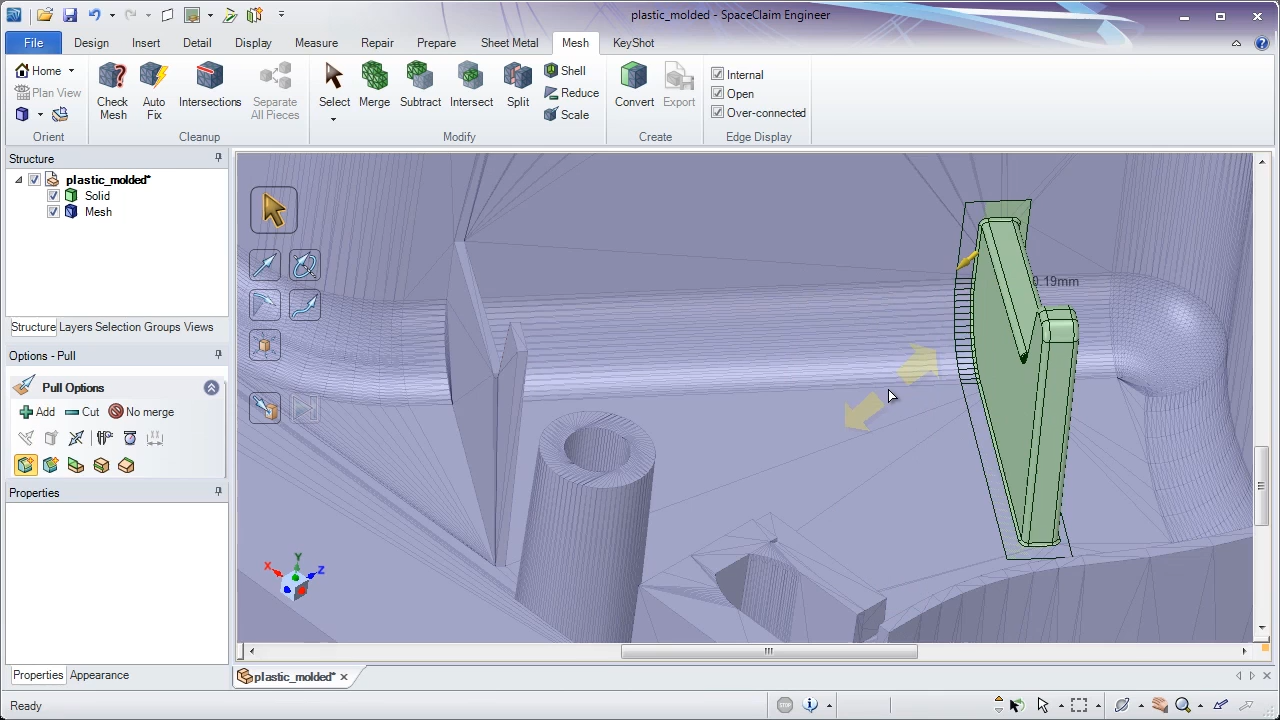 plastic_molded - SpaceClaim Engineer
File Design Insert Detail Display Measure Repair Prepare Sheet Metal Mesh KeyShot
Home
Plan View
Orient
Check Mesh
Auto Fix
Intersections
Separate All Pieces
Cleanup
Select
Merge
Subtract
Intersect
Split
Shell
Reduce
Scale
Modify
Convert
Export
Create
Internal
Open
Over-connected
Edge Display
Structure
plastic_molded*
Solid
Mesh
Structure Layers Selection Groups Views
Options - Pull
Pull Options
Add Cut No merge
Properties
Properties Appearance
0.19mm
X Y Z
plastic_molded*
Ready
STOP